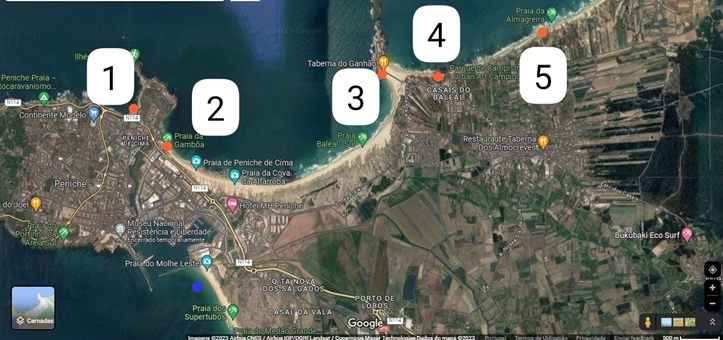 1
2
3
4
5
Ilhé
Peniche Praia –
N114
Continente Modelo
N114
PENICHE
DE CIMA
Praia da
Gambôa
Praia de Peniche de Cima
Praia da Cova
da Alfarroba
Peniche
N114
Hotel MH Peniche
do Joel
Museu Nacional
Resistência e Liberdade
Encerrado temporariamente
Praia do Molhe Leste
N114
Praia dos
Supertubos
Praia do Medão Grande
Q.TA NOVA
DOS SALGADOS
CASAL DA VALA
PORTO DE
LOBOS
N114
Taberna do Ganhão
Praia
Baleal - Sul
Parque de Campismo
Urban Art Camping
CASAIS DO
BALEAL
Praia da
Almagreira
Restaurante Taberna
Dos Almocreves
Bukubaki Eco Surf
Camadas
Google
Imagens ©2023 Airbus, CNES / Airbus, IGP/DGRF, Landsat / Copernicus, Maxar Technologies, Dados do mapa ©2023
Portugal
Termos de Utilização
Privacidade
Enviar feedback
500 m